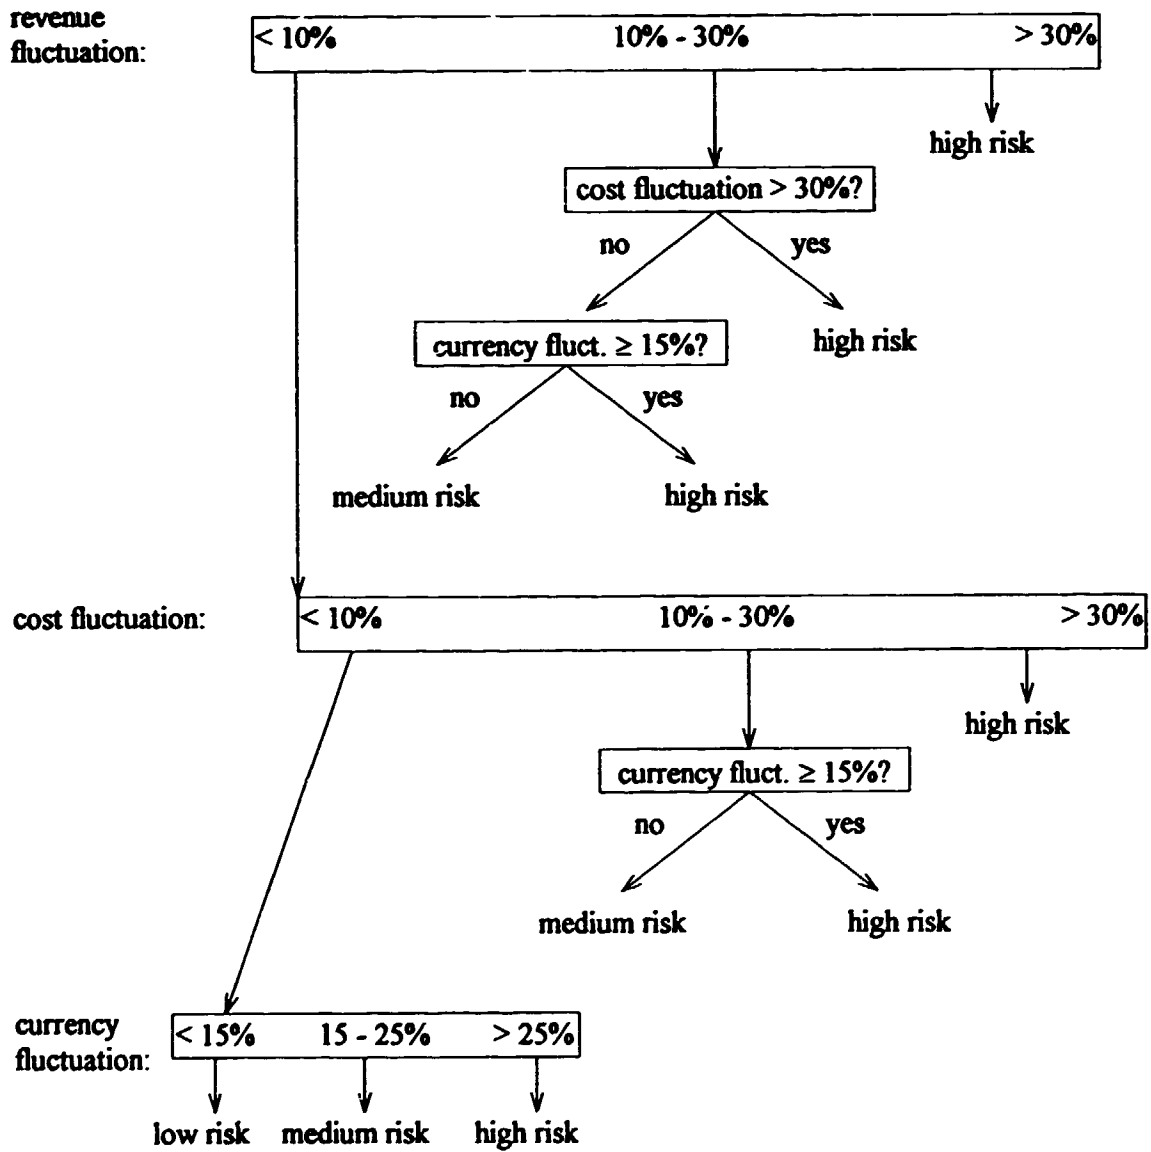 revenue
fluctuation:
< 10% 10% - 30% > 30%
high risk
cost fluctuation > 30%?
no yes
currency fluct. ≥ 15%?
high risk
no yes
medium risk high risk
cost fluctuation:
< 10% 10% - 30% > 30%
high risk
currency fluct. ≥ 15%?
no yes
medium risk high risk
currency
fluctuation:
< 15% 15 - 25% > 25%
low risk medium risk high risk